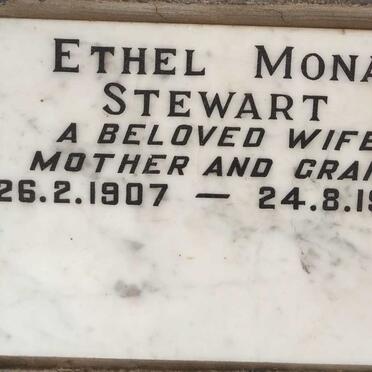 ETHEL MONA
STEWART
A BELOVED WIFE
MOTHER AND GRAN
26.2.1907 — 24.8.19